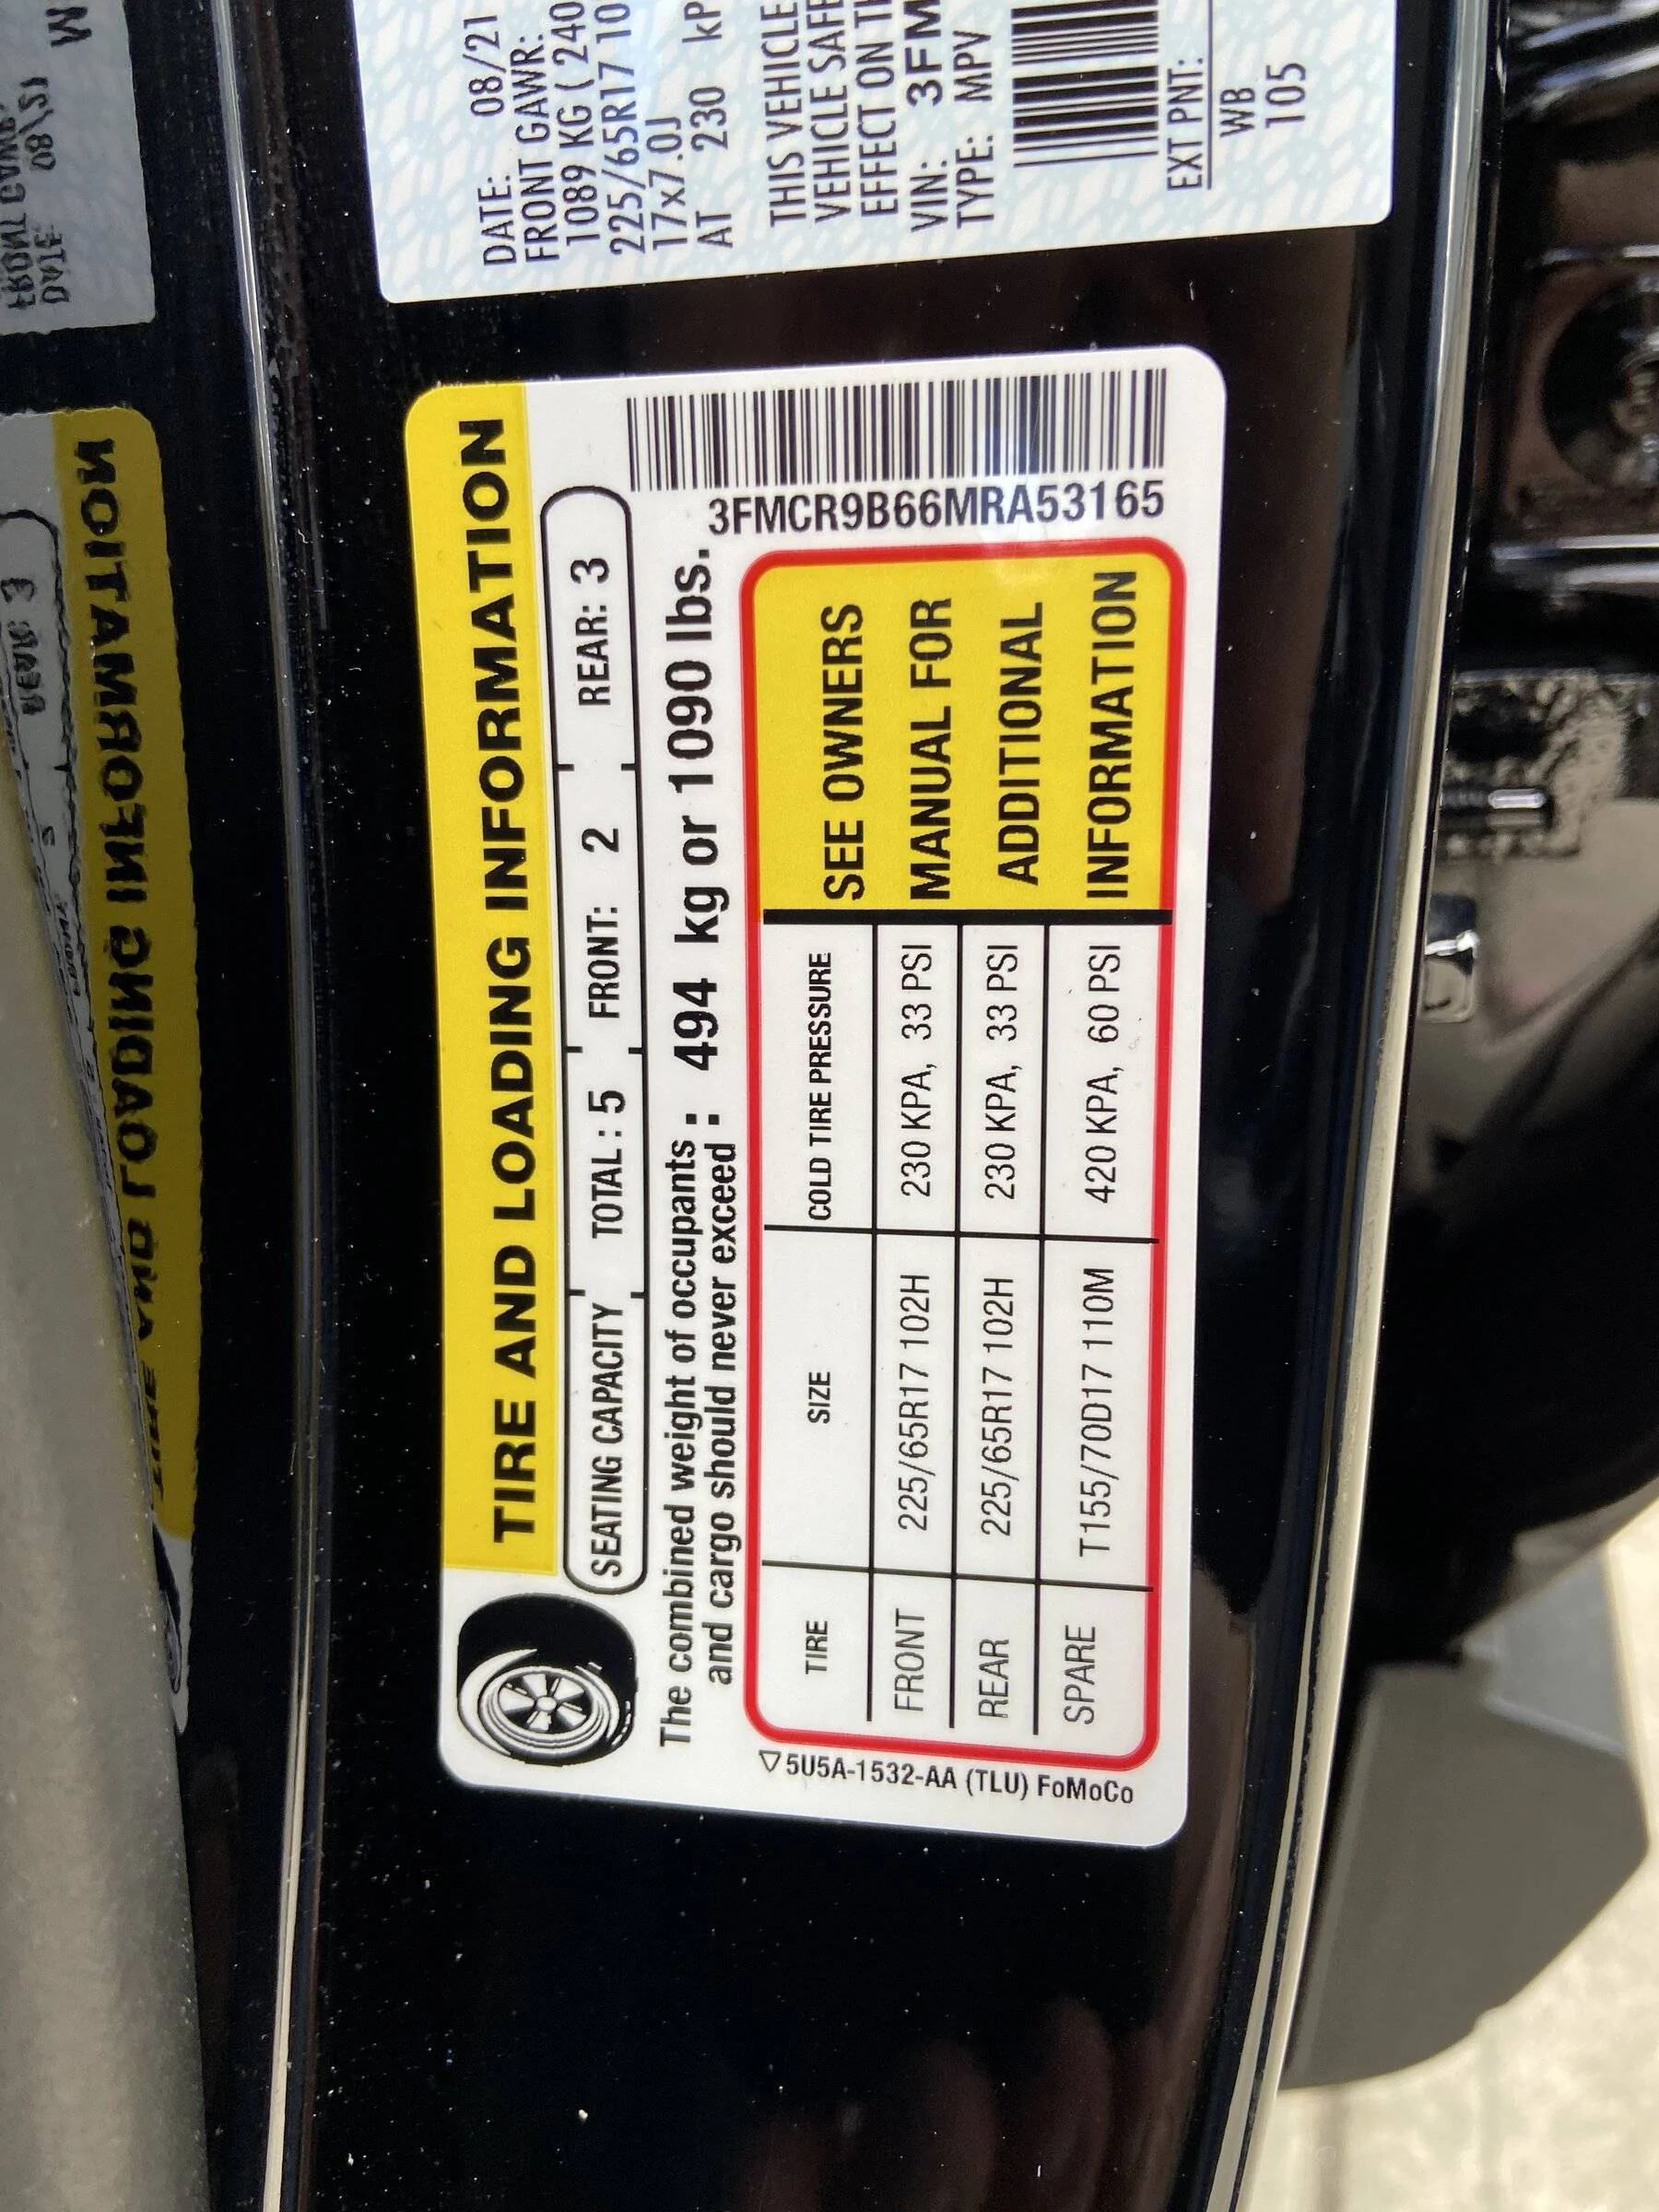 TIRE AND LOADING INFORMATION
SEATING CAPACITY TOTAL : 5 FRONT: 2 REAR: 3
The combined weight of occupants
and cargo should never exceed : 494 kg or 1090 lbs.
3FMCR9B66MRA53165
TIRE SIZE COLD TIRE PRESSURE
FRONT 225/65R17 102H 230 KPA, 33 PSI
REAR 225/65R17 102H 230 KPA, 33 PSI
SPARE T155/70D17 110M 420 KPA, 60 PSI
SEE OWNERS
MANUAL FOR
ADDITIONAL
INFORMATION
5U5A-1532-AA (TLU) FoMoCo
DATE: 08/21
FRONT GAWR:
1089 KG ( 240
225/65R17 10
17x7.0J
AT 230 kP
THIS VEHICLE
VEHICLE SAFE
EFFECT ON T
VIN: 3FM
TYPE: MPV
EXT PNT:
WB
105